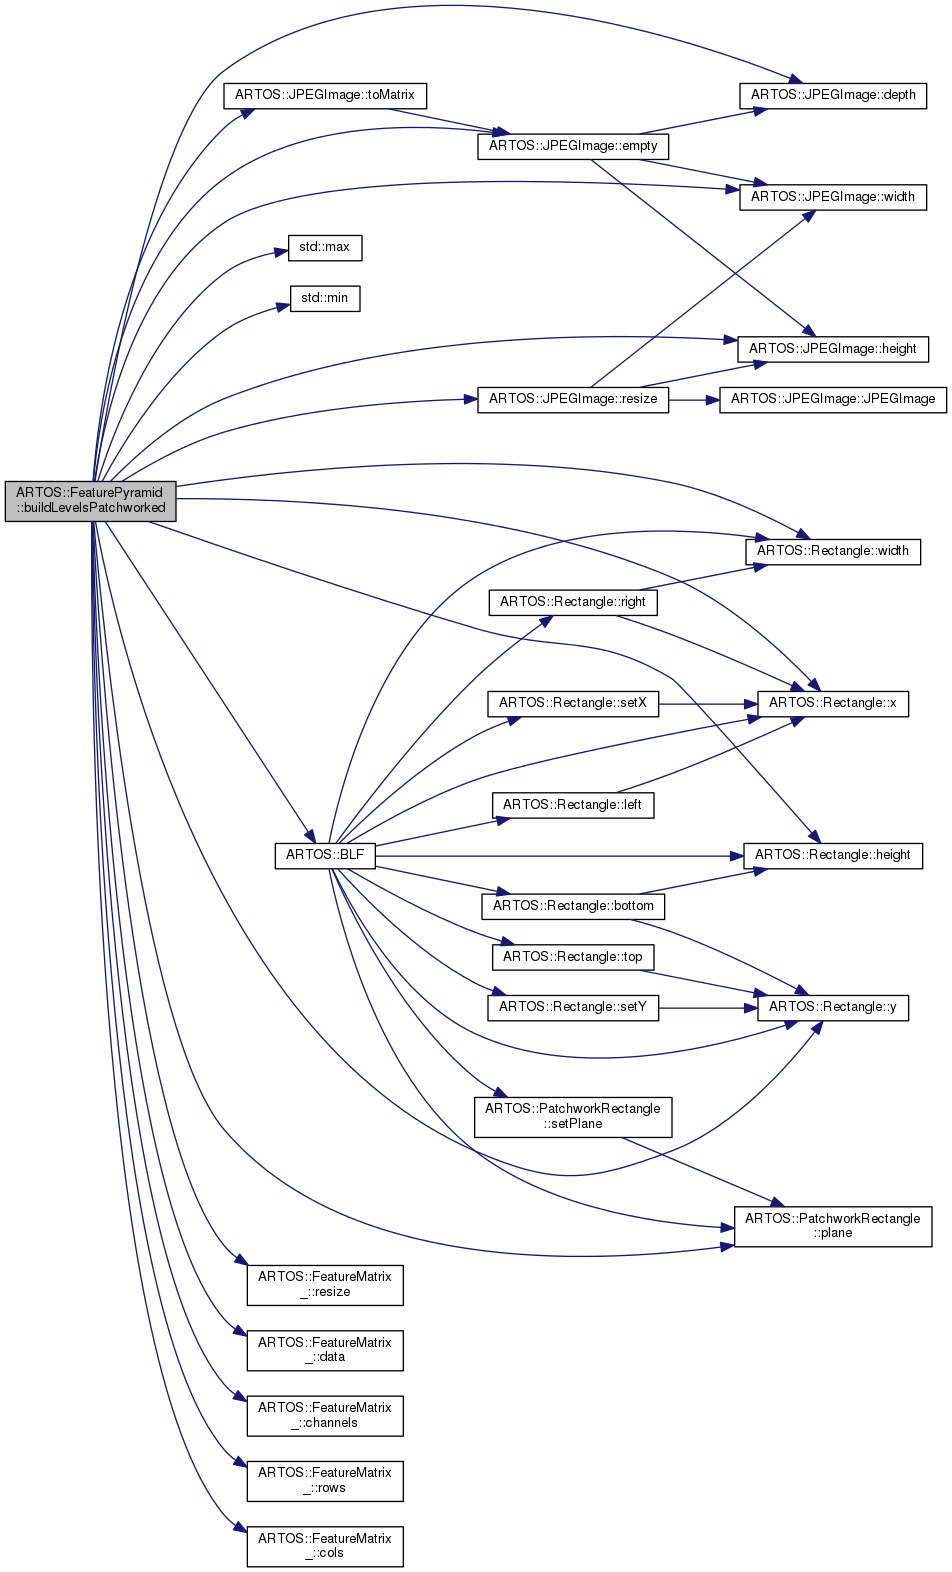 ARTOS::JPEGImage::toMatrix
ARTOS::JPEGImage::depth
ARTOS::JPEGImage::empty
ARTOS::JPEGImage::width
std::max
std::min
ARTOS::JPEGImage::height
ARTOS::JPEGImage::resize
ARTOS::JPEGImage::JPEGImage
ARTOS::FeaturePyramid
::buildLevelsPatchworked
ARTOS::Rectangle::width
ARTOS::Rectangle::right
ARTOS::Rectangle::setX
ARTOS::Rectangle::x
ARTOS::Rectangle::left
ARTOS::BLF
ARTOS::Rectangle::height
ARTOS::Rectangle::bottom
ARTOS::Rectangle::top
ARTOS::Rectangle::setY
ARTOS::Rectangle::y
ARTOS::PatchworkRectangle
::setPlane
ARTOS::PatchworkRectangle
::plane
ARTOS::FeatureMatrix
_::resize
ARTOS::FeatureMatrix
_::data
ARTOS::FeatureMatrix
_::channels
ARTOS::FeatureMatrix
_::rows
ARTOS::FeatureMatrix
_::cols